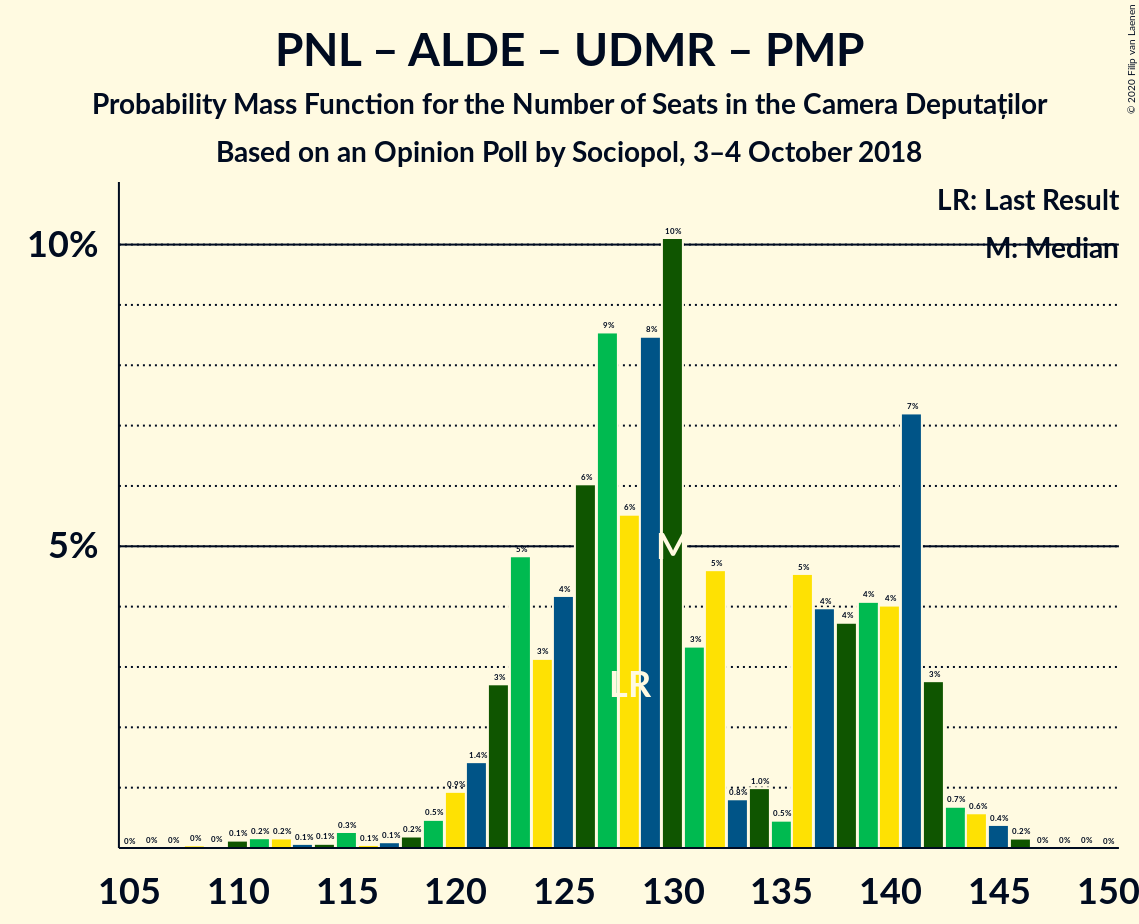 PNL – ALDE – UDMR – PMP
Probability Mass Function for the Number of Seats in the Camera Deputaților
Based on an Opinion Poll by Sociopol, 3–4 October 2018
© 2020 Filip van Laenen
LR: Last Result
M: Median
10%
5%
0% 0% 0% 0% 0% 0.1% 0.2% 0.2% 0.1% 0.1% 0.3% 0.1% 0.1% 0.2% 0.5% 0.9% 1.4% 3% 5% 3% 4% 6% 9% 6% 8% 10% 3% 5% 0.8% 1.0% 0.5% 5% 4% 4% 4% 4% 7% 3% 0.7% 0.6% 0.4% 0.2% 0% 0% 0% 0%
M
LR
105 110 115 120 125 130 135 140 145 150